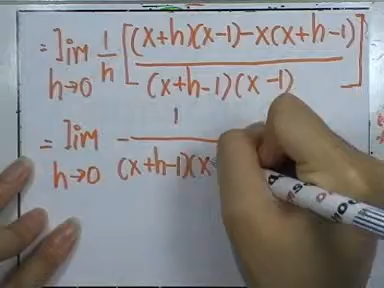 = lim h→0 1/h [ (x+h)(x-1)-x(x+h-1) / (x+h-1)(x-1) ]
= lim h→0 - 1 / (x+h-1)(x